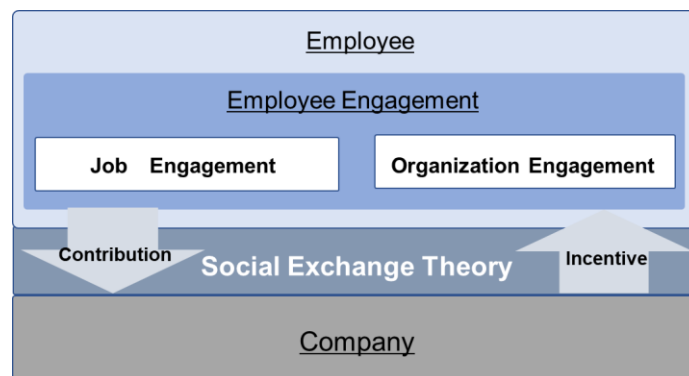 Employee
Employee Engagement
Job Engagement
Organization Engagement
Contribution
Social Exchange Theory
Incentive
Company